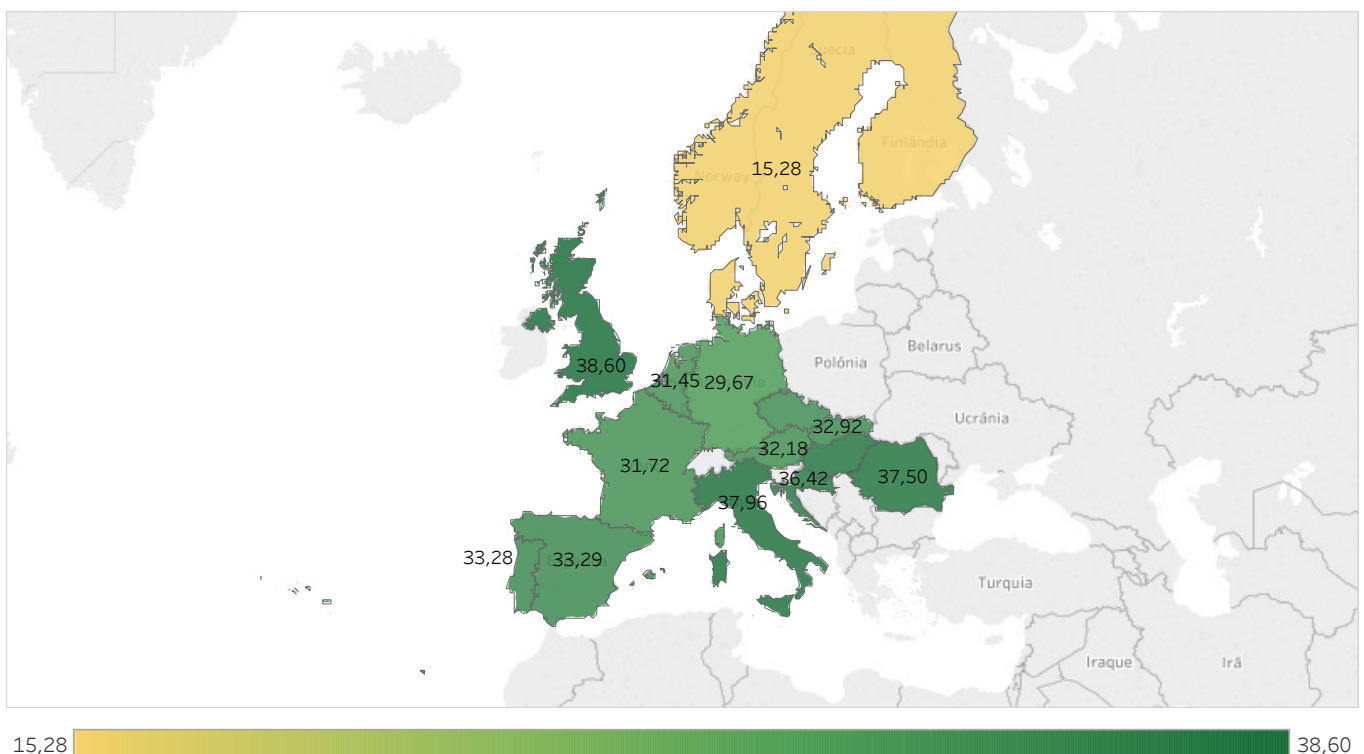 Suécia
Finlândia
Norway
15,28
38,60
31,45
29,67
Polónia
Belarus
Ucrânia
32,92
32,18
31,72
36,42
37,50
37,96
33,28
33,29
Turquia
Iraque
Irã
15,28
38,60